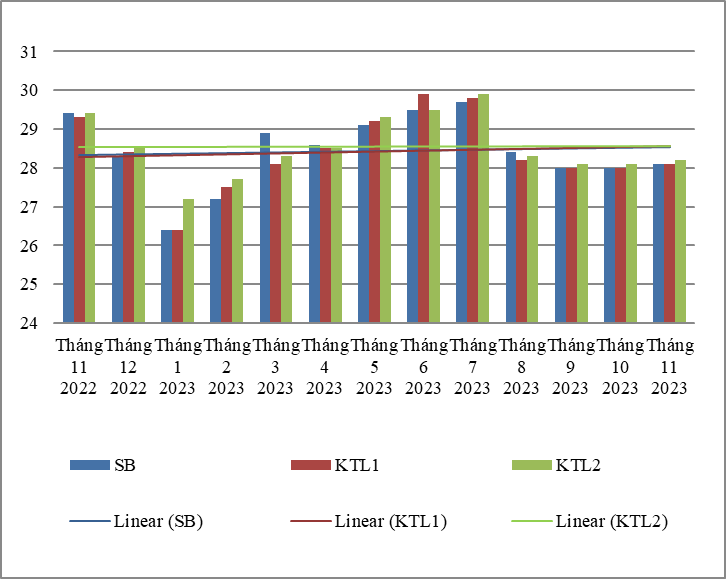 31
30
29
28
27
26
25
24
Tháng 11 2022
Tháng 12 2022
Tháng 1 2023
Tháng 2 2023
Tháng 3 2023
Tháng 4 2023
Tháng 5 2023
Tháng 6 2023
Tháng 7 2023
Tháng 8 2023
Tháng 9 2023
Tháng 10 2023
Tháng 11 2023
SB KTL1 KTL2
Linear (SB) Linear (KTL1) Linear (KTL2)